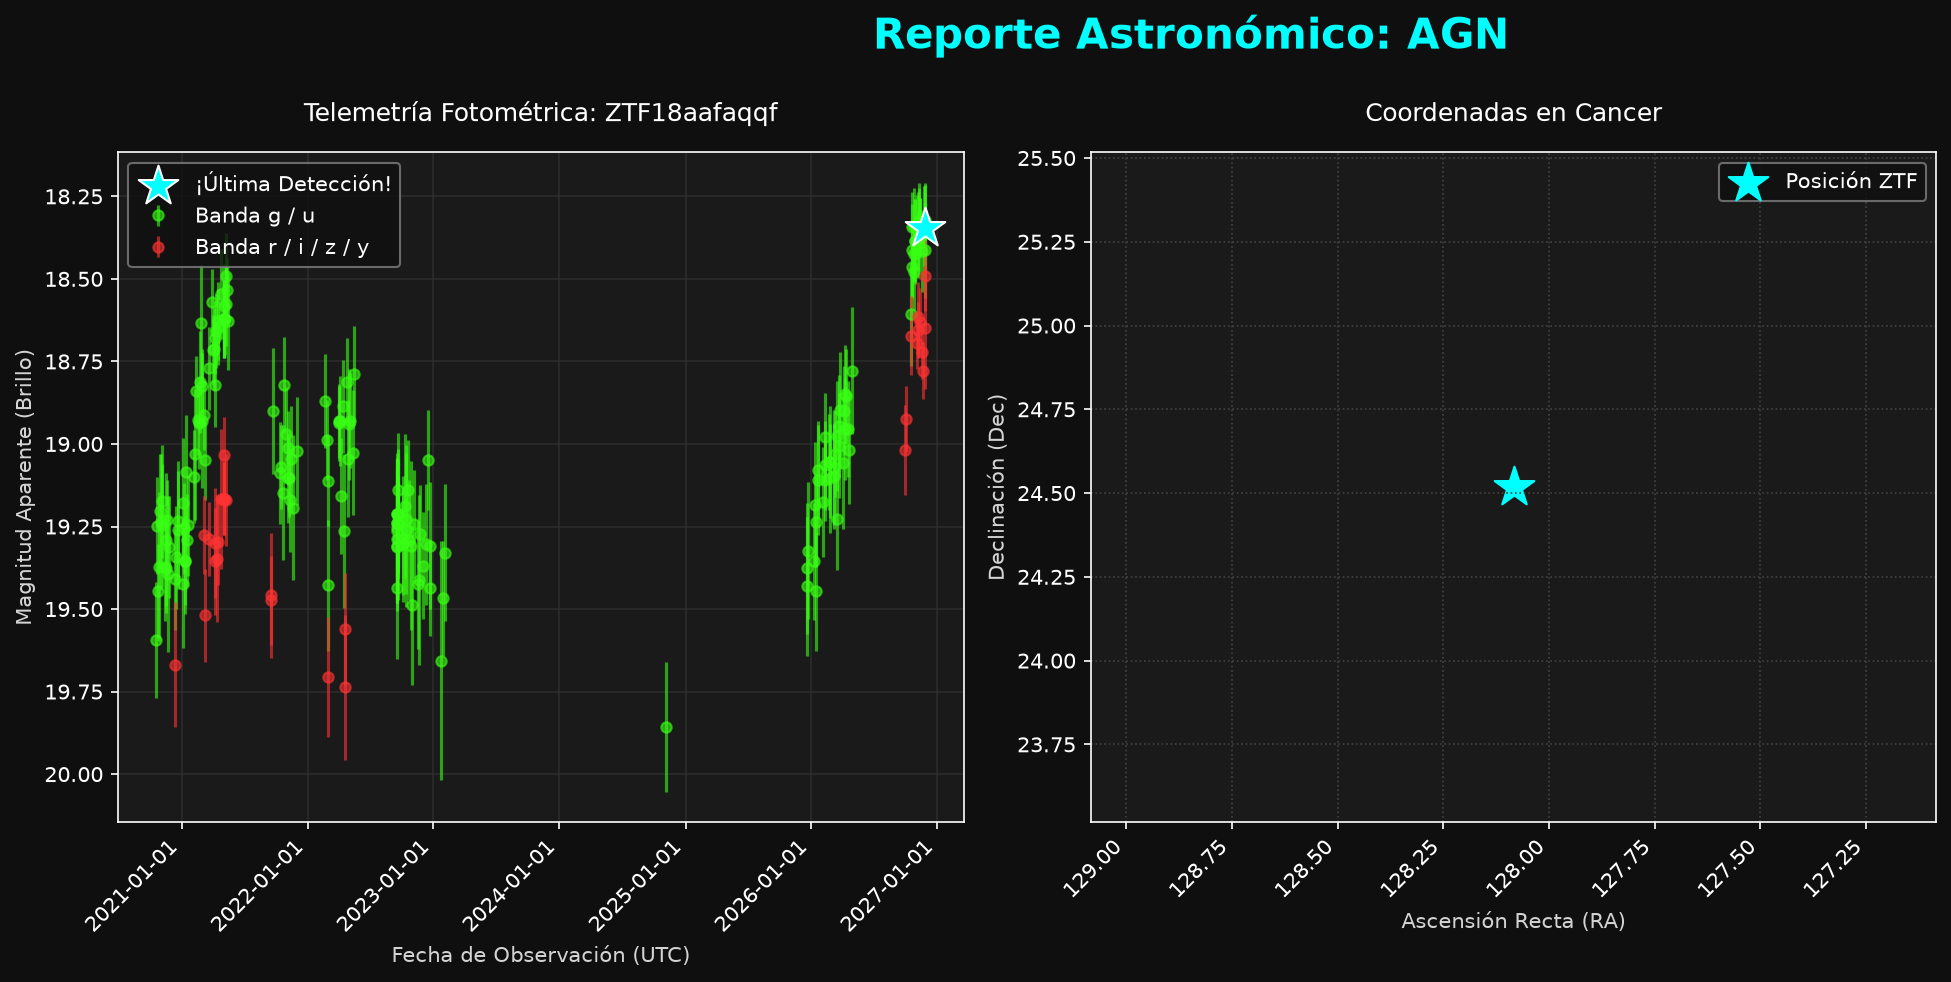 Reporte Astronómico: AGN
Telemetría Fotométrica: ZTF18aafaqqf
¡Última Detección!
Banda g / u
Banda r / i / z / y
Magnitud Aparente (Brillo)
18.25
18.50
18.75
19.00
19.25
19.50
19.75
20.00
2021-01-01
2022-01-01
2023-01-01
2024-01-01
2025-01-01
2026-01-01
2027-01-01
Fecha de Observación (UTC)
Coordenadas en Cancer
Posición ZTF
Declinación (Dec)
25.50
25.25
25.00
24.75
24.50
24.25
24.00
23.75
129.00
128.75
128.50
128.25
128.00
127.75
127.50
127.25
Ascensión Recta (RA)